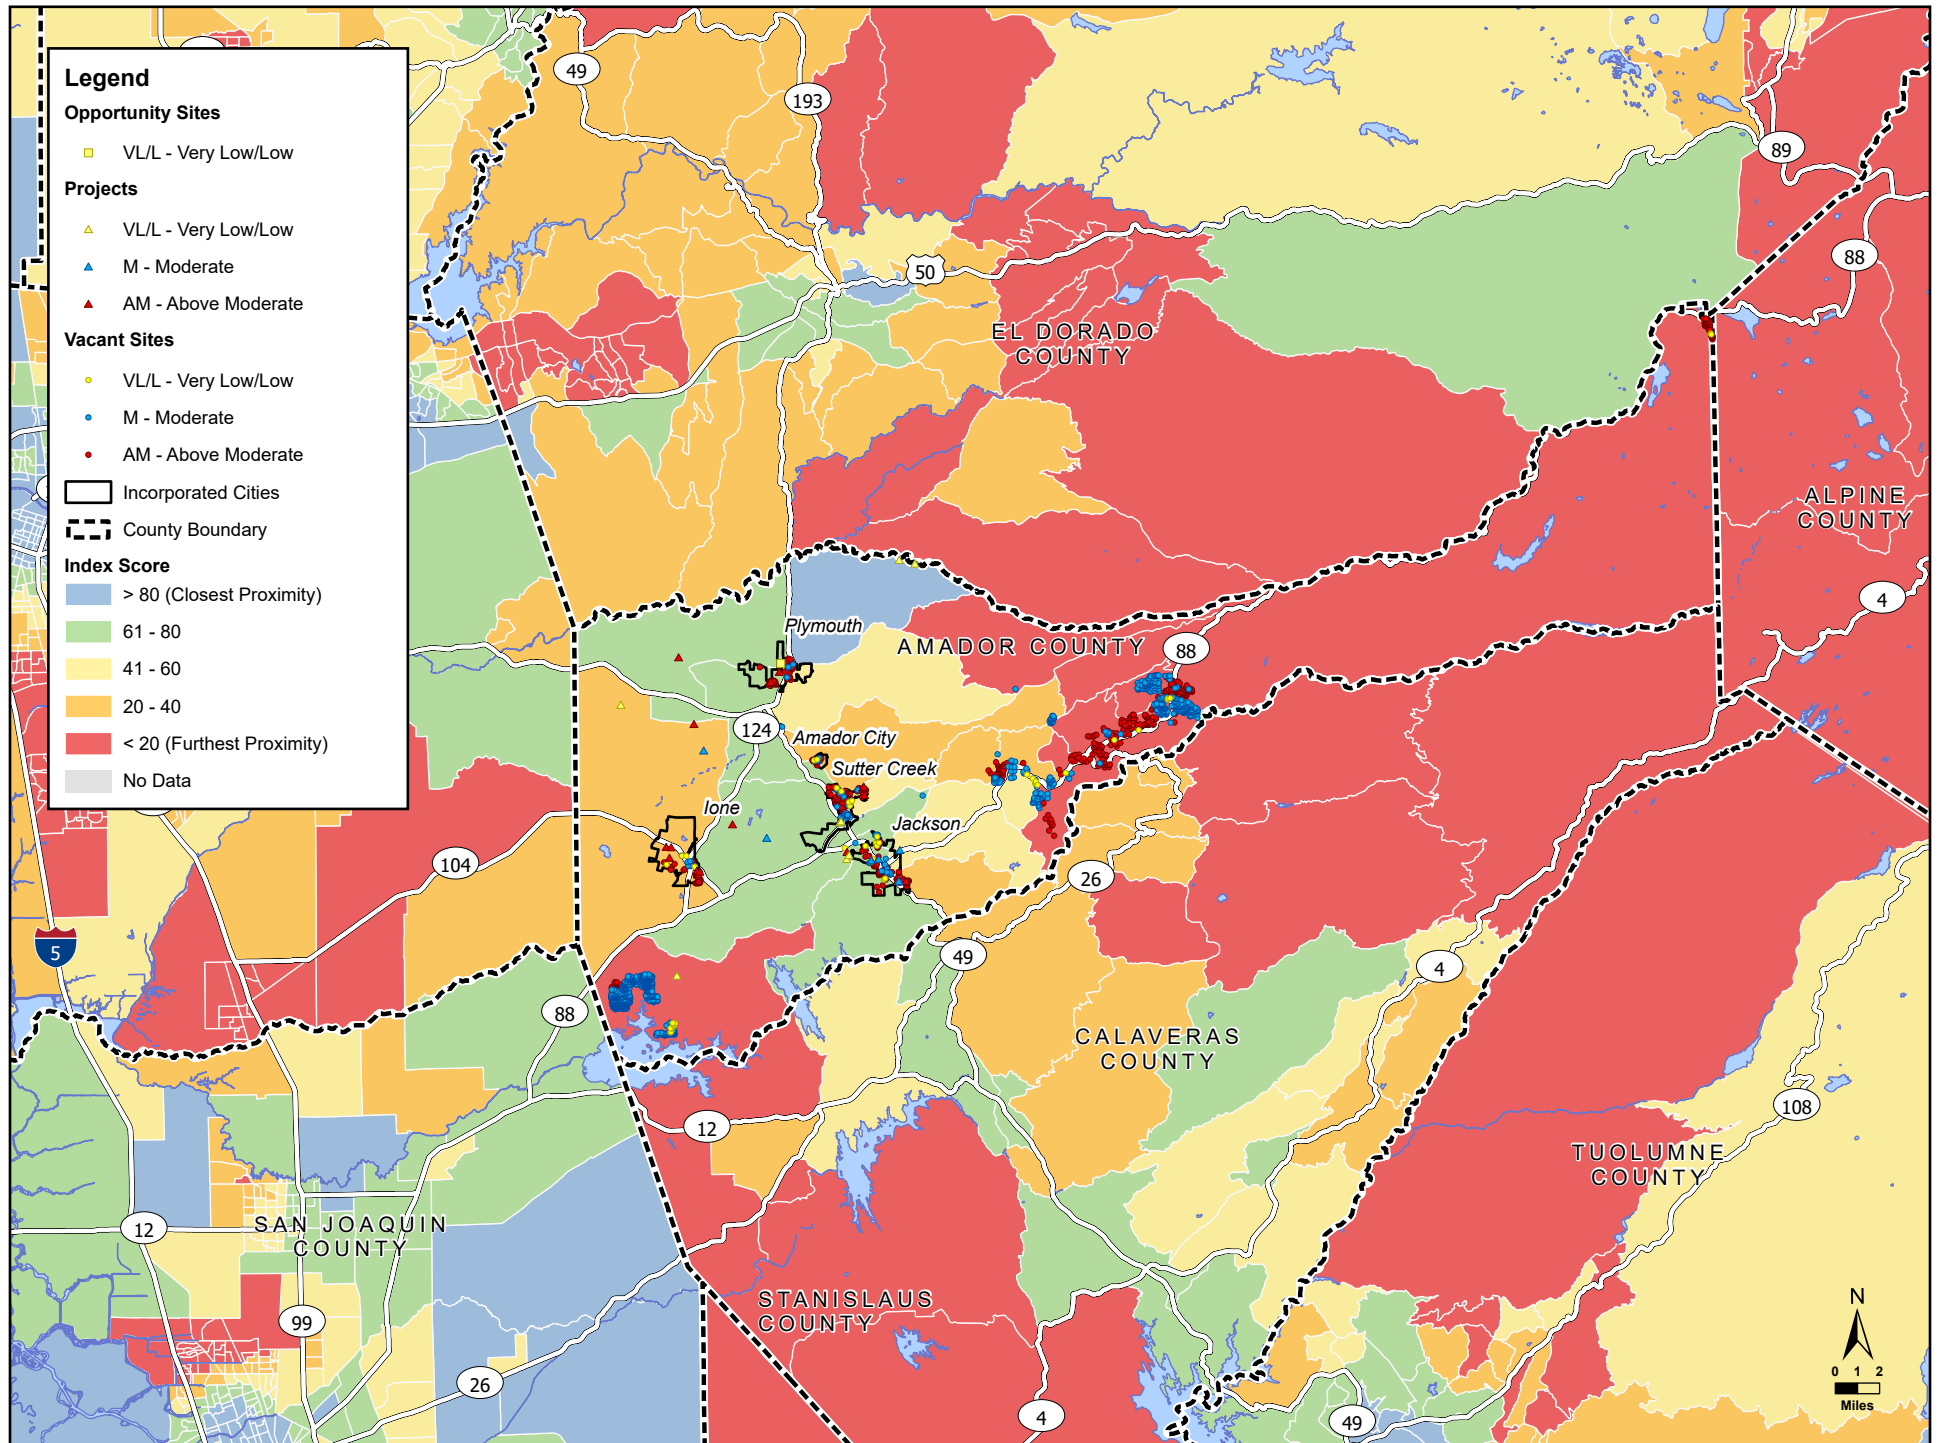 Legend
Opportunity Sites
VL/L - Very Low/Low
Projects
VL/L - Very Low/Low
M - Moderate
AM - Above Moderate
Vacant Sites
VL/L - Very Low/Low
M - Moderate
AM - Above Moderate
Incorporated Cities
County Boundary
Index Score
> 80 (Closest Proximity)
61 - 80
41 - 60
20 - 40
< 20 (Furthest Proximity)
No Data
49
193
89
50
88
EL DORADO
COUNTY
ALPINE
COUNTY
4
Plymouth
AMADOR COUNTY
88
124
Amador City
Sutter Creek
Ione
Jackson
104
26
5
49
4
88
CALAVERAS
COUNTY
108
12
TUOLUMNE
COUNTY
12
SAN JOAQUIN
COUNTY
STANISLAUS
COUNTY
99
26
4
49
N
0 1 2
Miles